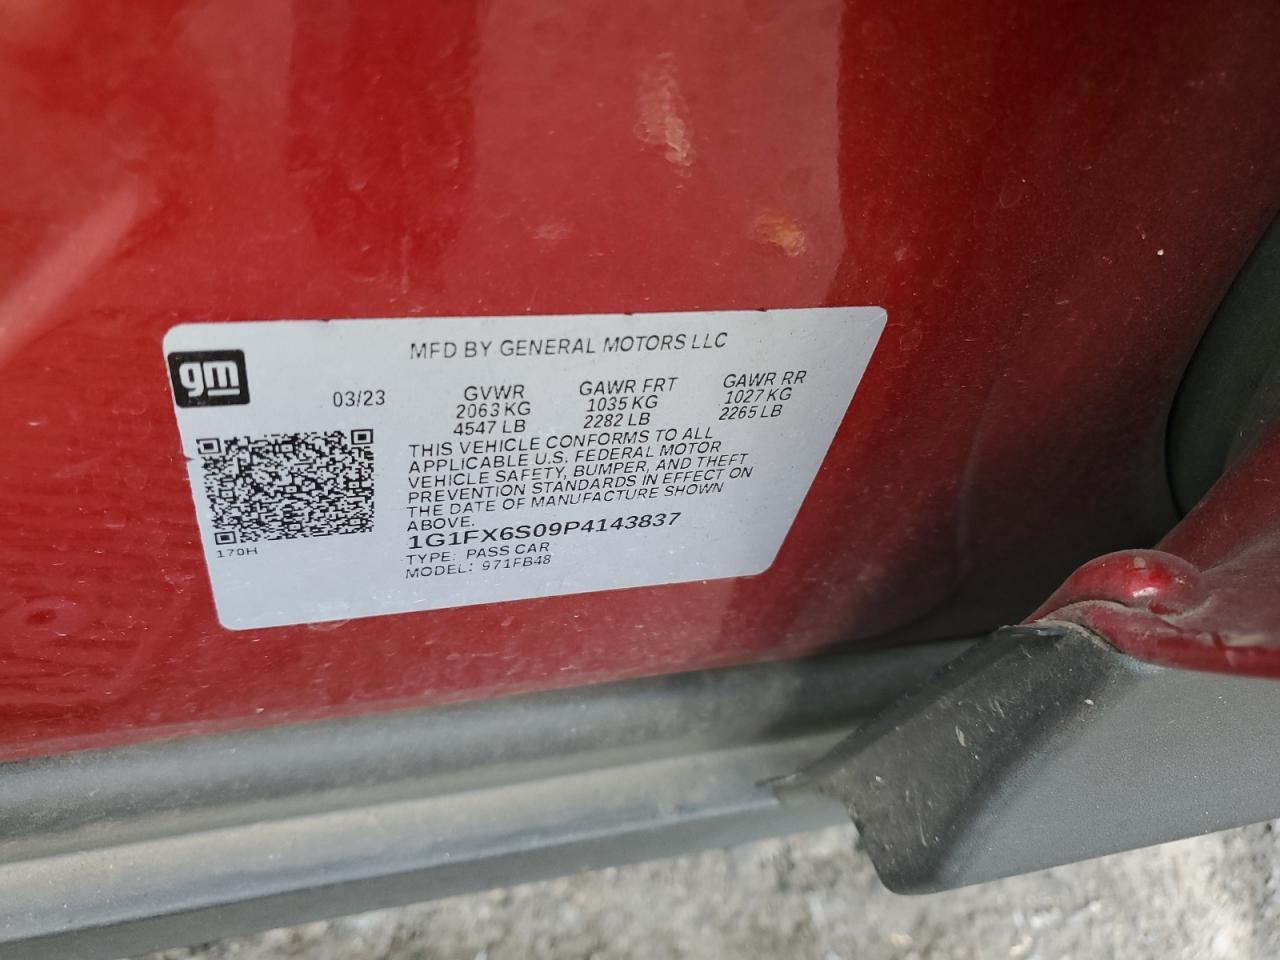 MFD BY GENERAL MOTORS LLC
gm
03/23
GVWR GAWR FRT GAWR RR
2063 KG 1035 KG 1027 KG
4547 LB 2282 LB 2265 LB
THIS VEHICLE CONFORMS TO ALL
APPLICABLE U.S. FEDERAL MOTOR
VEHICLE SAFETY, BUMPER, AND THEFT
PREVENTION STANDARDS IN EFFECT ON
THE DATE OF MANUFACTURE SHOWN
ABOVE.
1G1FX6S09P4143837
170H
TYPE: PASS CAR
MODEL: 971FB48